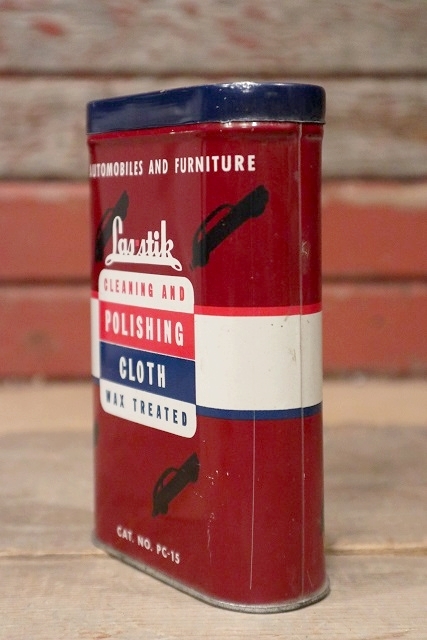 AUTOMOBILES AND FURNITURE
Las-stik
CLEANING AND
POLISHING
CLOTH
WAX TREATED
CAT. NO. PC-15